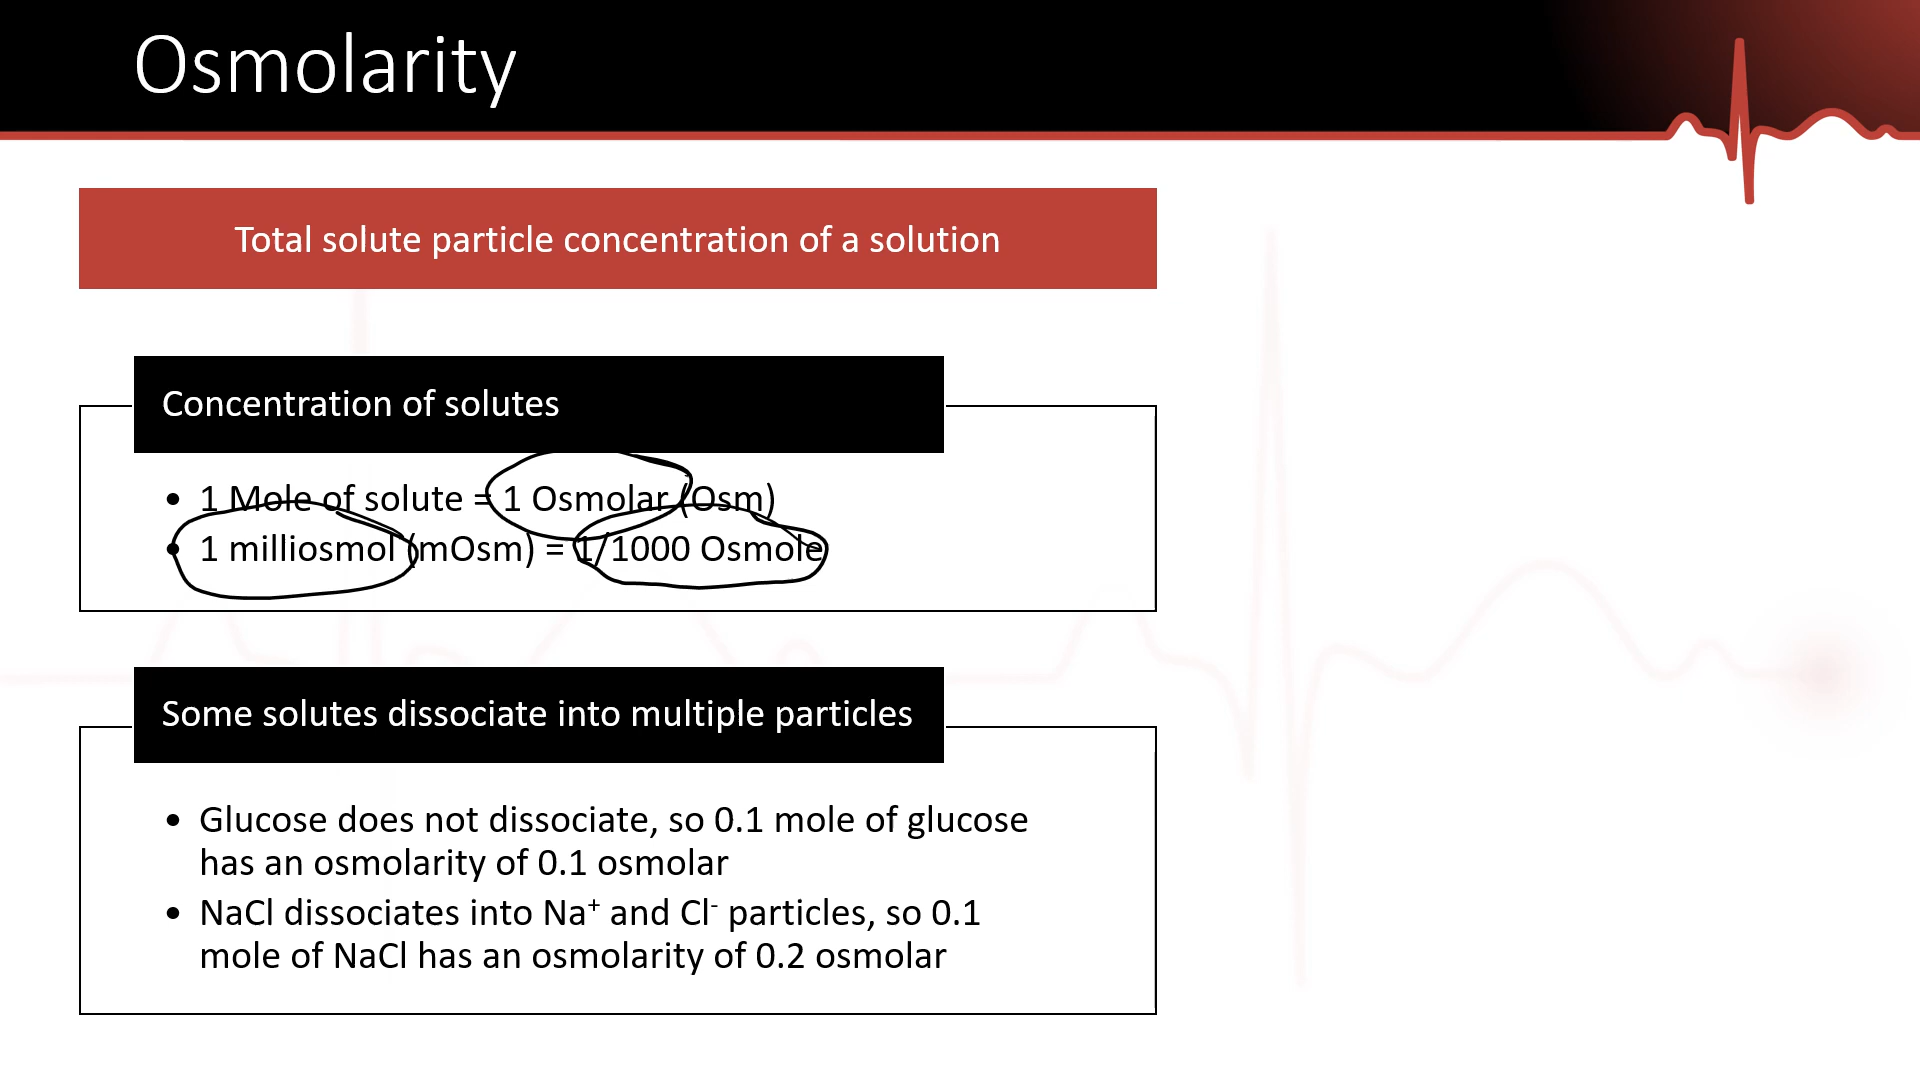 Osmolarity
Total solute particle concentration of a solution
Concentration of solutes
• 1 Mole of solute = 1 Osmolar (Osm)
• 1 milliosmol (mOsm) = 1/1000 Osmole
Some solutes dissociate into multiple particles
• Glucose does not dissociate, so 0.1 mole of glucose
has an osmolarity of 0.1 osmolar
• NaCl dissociates into Na⁺ and Cl⁻ particles, so 0.1
mole of NaCl has an osmolarity of 0.2 osmolar